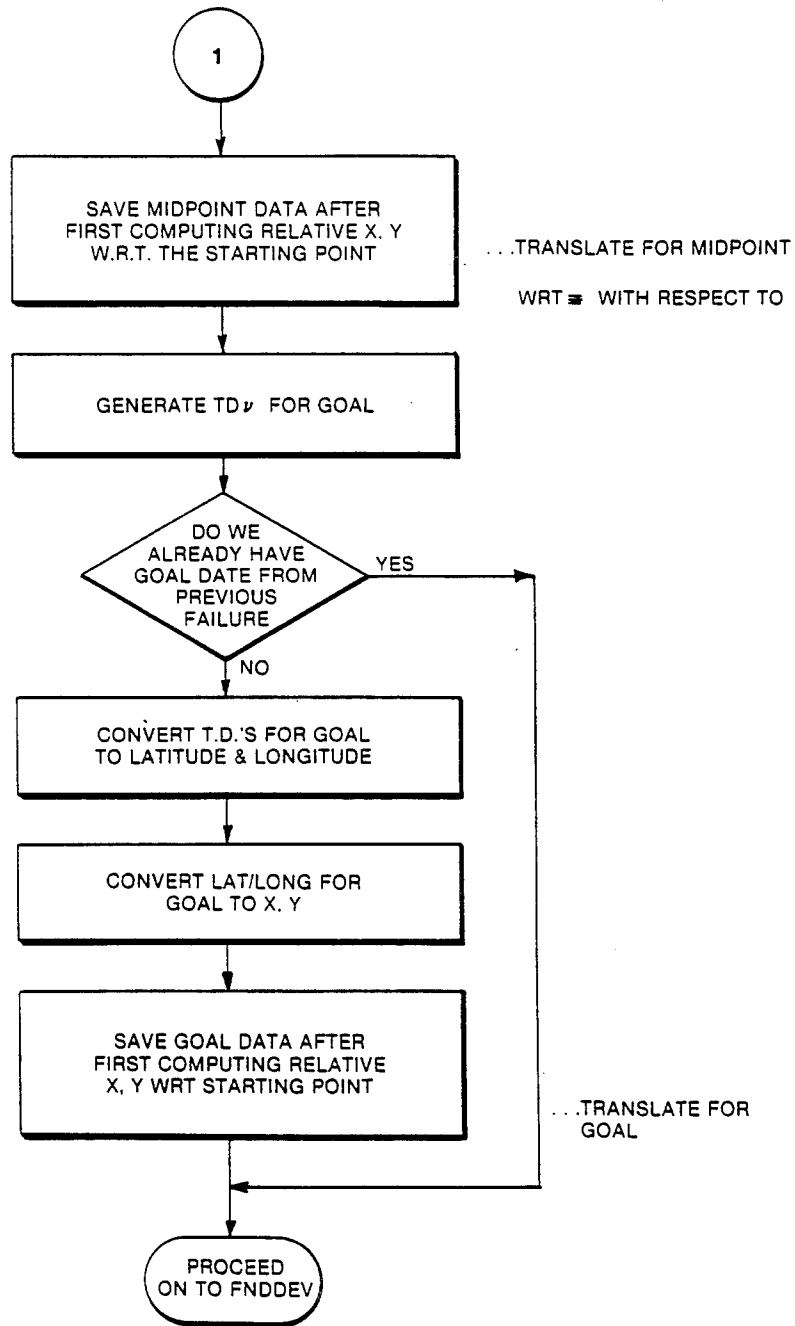 1
SAVE MIDPOINT DATA AFTER
FIRST COMPUTING RELATIVE X. Y
W.R.T. THE STARTING POINT
. . .TRANSLATE FOR MIDPOINT
WRT ≡ WITH RESPECT TO
GENERATE TDν FOR GOAL
DO WE
ALREADY HAVE
GOAL DATE FROM
PREVIOUS
FAILURE
YES
NO
CONVERT T.D.'S FOR GOAL
TO LATITUDE & LONGITUDE
CONVERT LAT/LONG FOR
GOAL TO X. Y
SAVE GOAL DATA AFTER
FIRST COMPUTING RELATIVE
X, Y WRT STARTING POINT
. . .TRANSLATE FOR
GOAL
PROCEED
ON TO FNDDEV